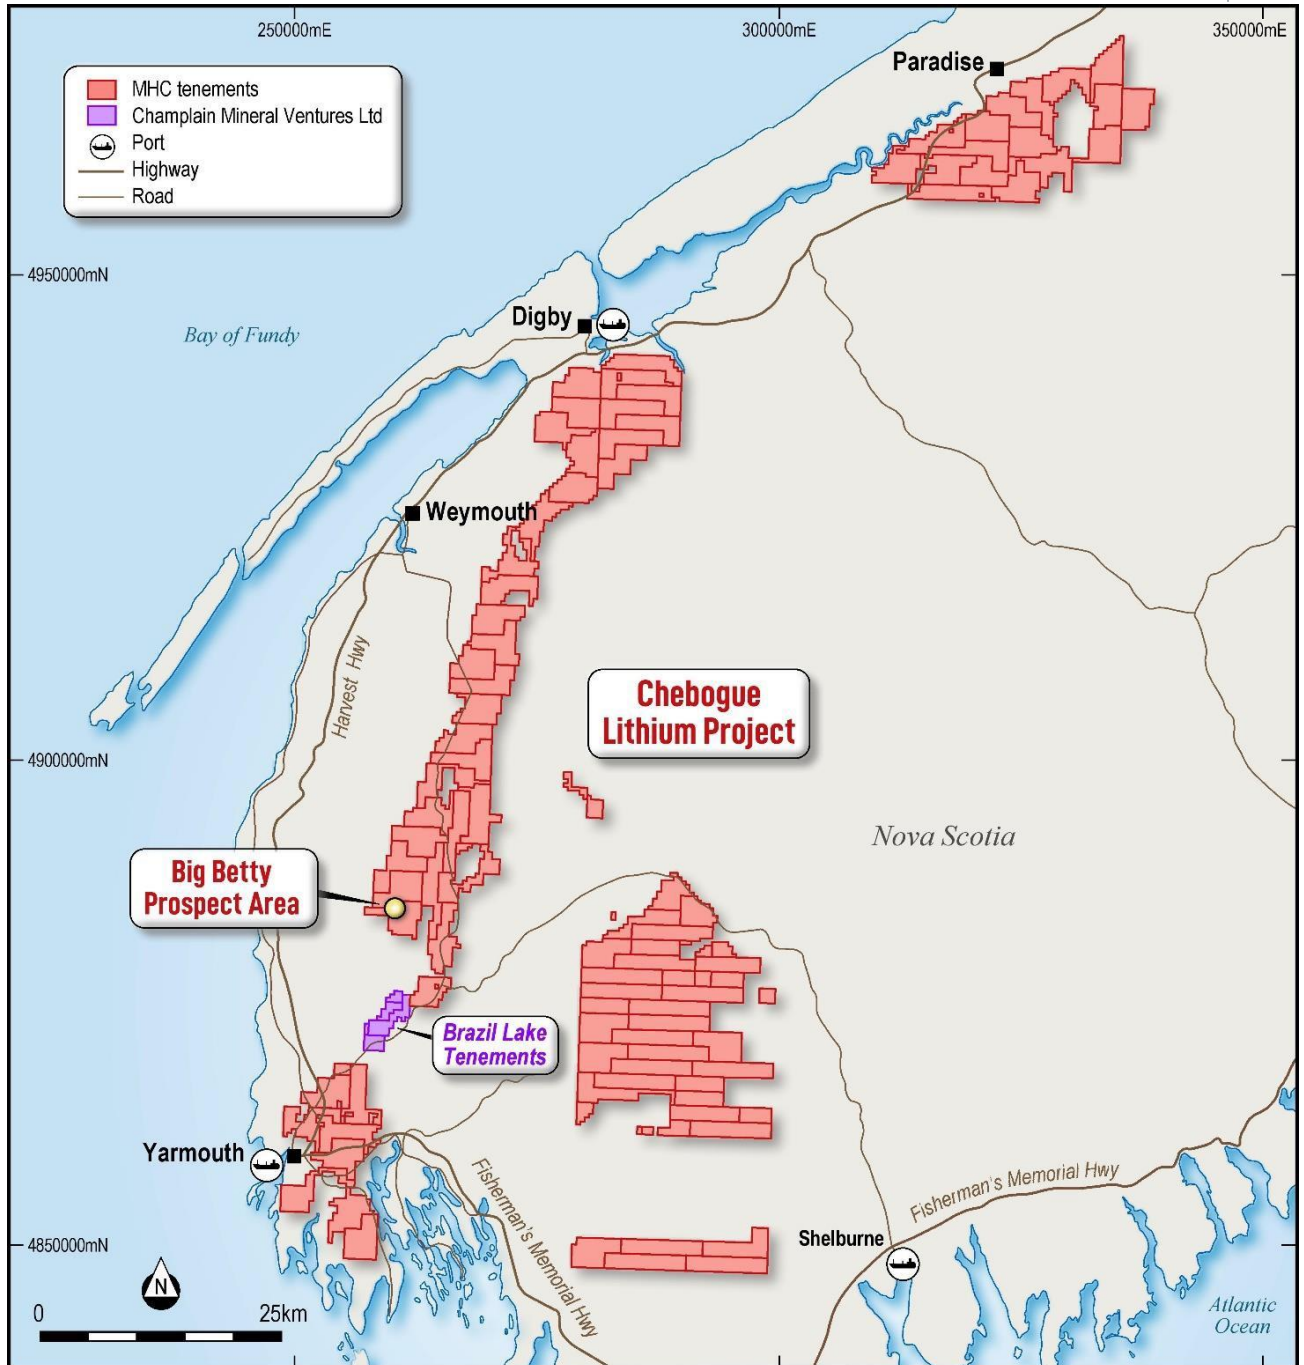 250000mE
300000mE
350000mE
Paradise
MHC tenements
Champlain Mineral Ventures Ltd
Port
Highway
Road
4950000mN
Digby
Bay of Fundy
Weymouth
Harvest Hwy
Chebogue
Lithium Project
4900000mN
Nova Scotia
Big Betty
Prospect Area
Brazil Lake
Tenements
Yarmouth
Fisherman's Memorial Hwy
Fisherman's Memorial Hwy
Shelburne
4850000mN
N
0
25km
Atlantic
Ocean